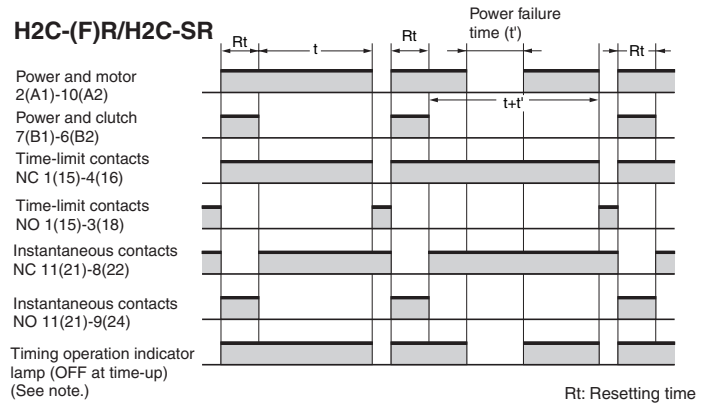 H2C-(F)R/H2C-SR
Power failure
time (t')
Rt
t
Rt
Rt
t+t'
Power and motor
2(A1)-10(A2)
Power and clutch
7(B1)-6(B2)
Time-limit contacts
NC 1(15)-4(16)
Time-limit contacts
NO 1(15)-3(18)
Instantaneous contacts
NC 11(21)-8(22)
Instantaneous contacts
NO 11(21)-9(24)
Timing operation indicator
lamp (OFF at time-up)
(See note.)
Rt: Resetting time